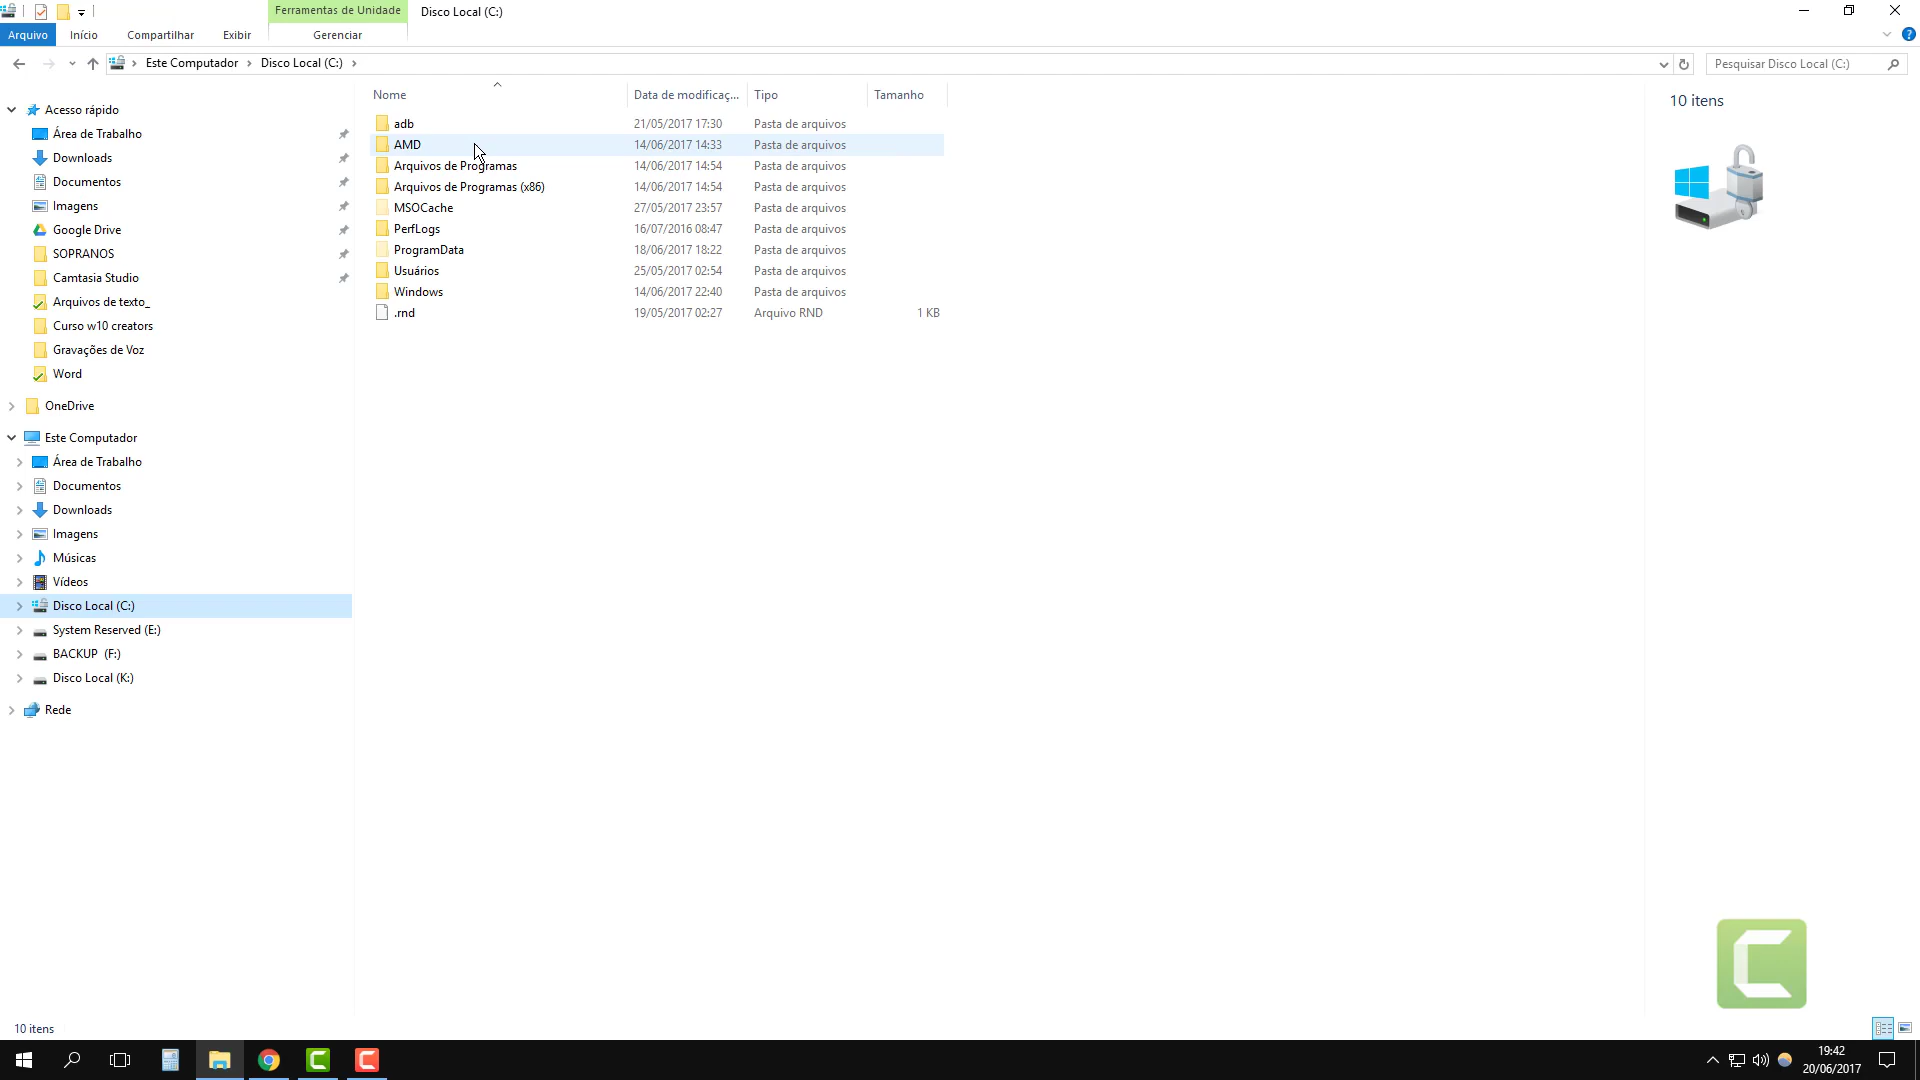 Ferramentas de Unidade
Disco Local (C:)
Arquivo
Início
Compartilhar
Exibir
Gerenciar
Este Computador
Disco Local (C:)
Pesquisar Disco Local (C:)
Nome
Data de modificaç...
Tipo
Tamanho
adb 21/05/2017 17:30 Pasta de arquivos
AMD 14/06/2017 14:33 Pasta de arquivos
Arquivos de Programas 14/06/2017 14:54 Pasta de arquivos
Arquivos de Programas (x86) 14/06/2017 14:54 Pasta de arquivos
MSOCache 27/05/2017 23:57 Pasta de arquivos
PerfLogs 16/07/2016 08:47 Pasta de arquivos
ProgramData 18/06/2017 18:22 Pasta de arquivos
Usuários 25/05/2017 02:54 Pasta de arquivos
Windows 14/06/2017 22:40 Pasta de arquivos
.rnd 19/05/2017 02:27 Arquivo RND 1 KB
Acesso rápido
Área de Trabalho
Downloads
Documentos
Imagens
Google Drive
SOPRANOS
Camtasia Studio
Arquivos de texto_
Curso w10 creators
Gravações de Voz
Word
OneDrive
Este Computador
Área de Trabalho
Documentos
Downloads
Imagens
Músicas
Vídeos
Disco Local (C:)
System Reserved (E:)
BACKUP (F:)
Disco Local (K:)
Rede
10 itens
10 itens
19:42
20/06/2017